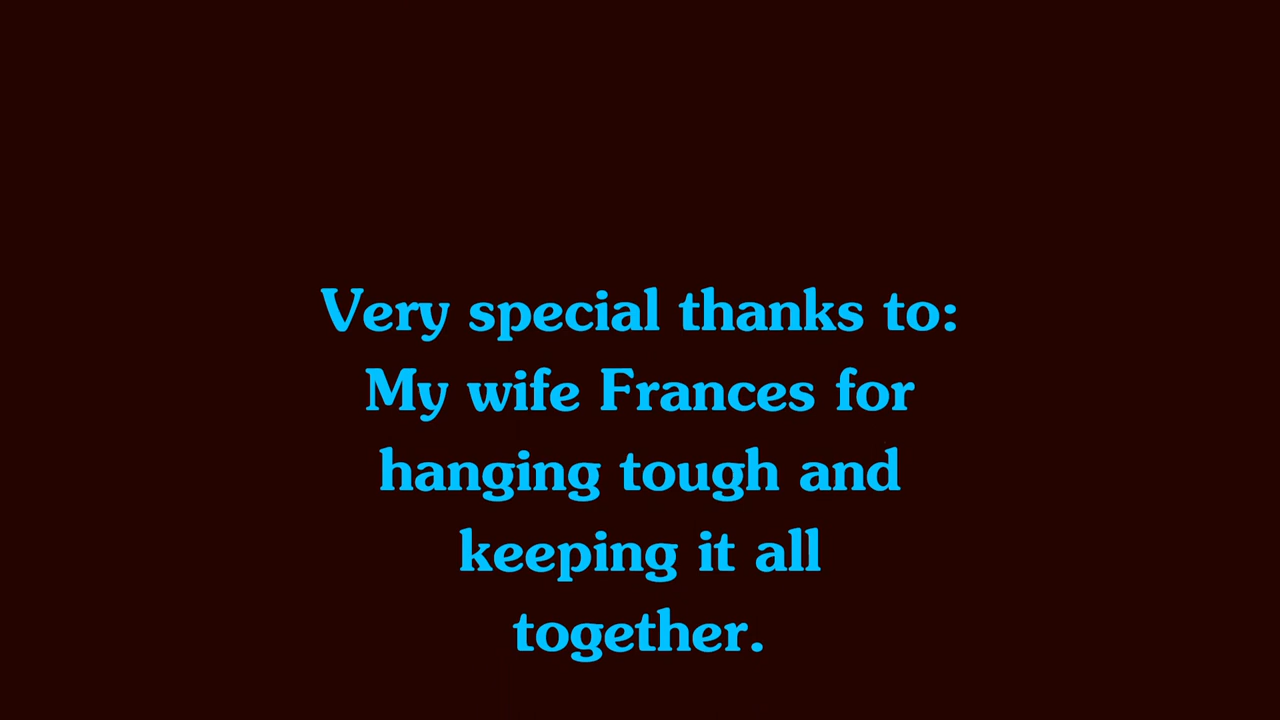 Very special thanks to:
My wife Frances for
hanging tough and
keeping it all
together.